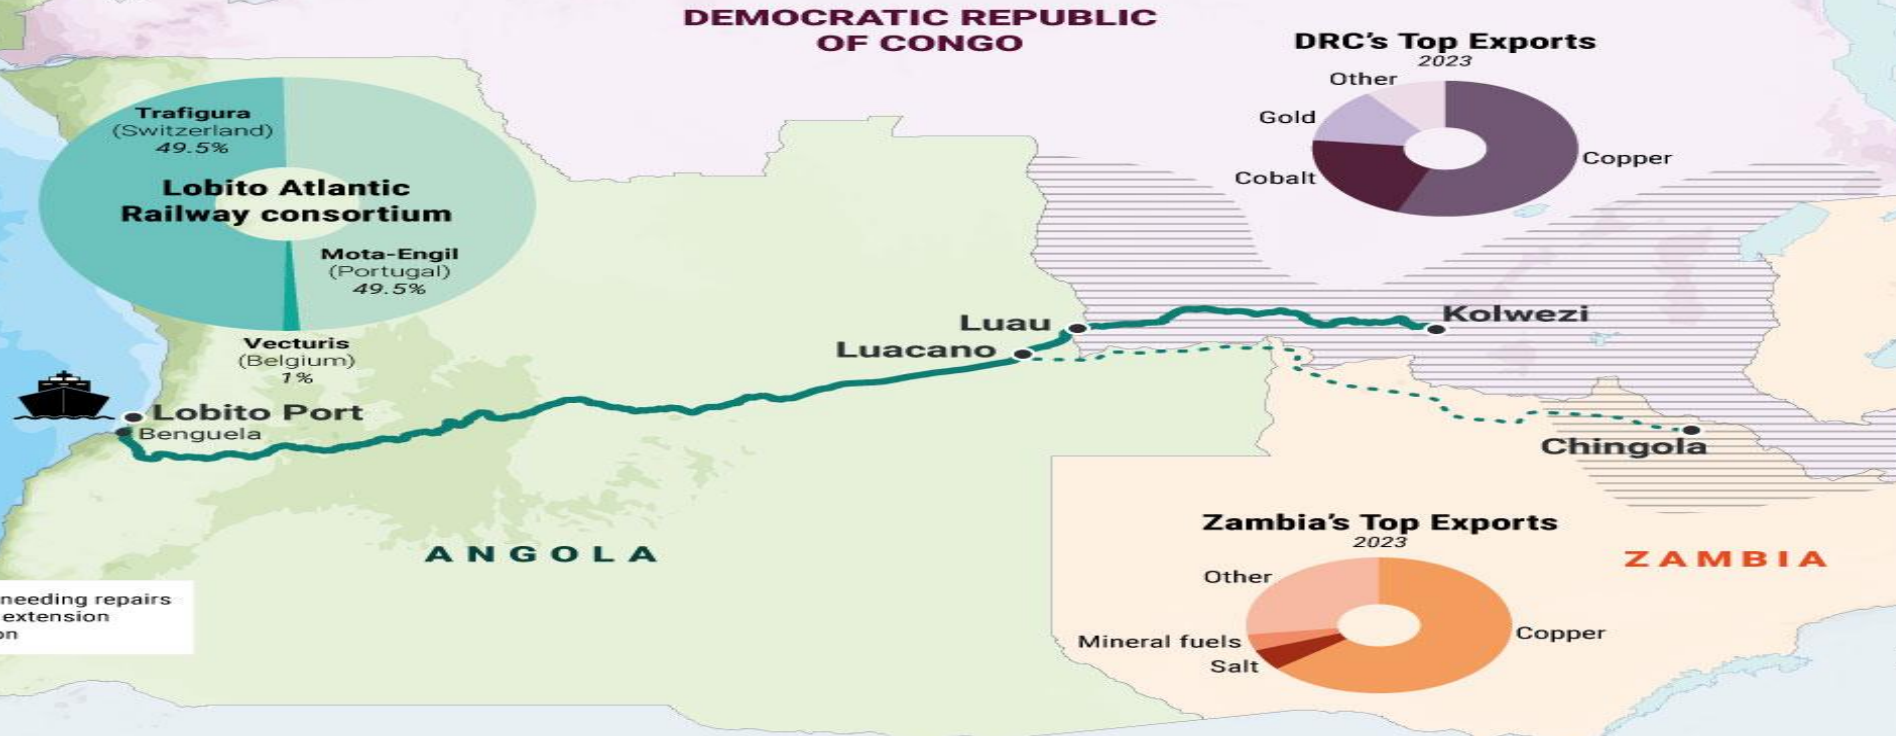 DEMOCRATIC REPUBLIC
OF CONGO
DRC's Top Exports
2023
Other
Gold
Copper
Cobalt
Trafigura
(Switzerland)
49.5%
Lobito Atlantic
Railway consortium
Mota-Engil
(Portugal)
49.5%
Vecturis
(Belgium)
1%
Luau
Kolwezi
Luacano
Lobito Port
Benguela
Chingola
ANGOLA
ZAMBIA
Zambia's Top Exports
2023
Other
Copper
Mineral fuels
Salt
needing repairs
extension
on